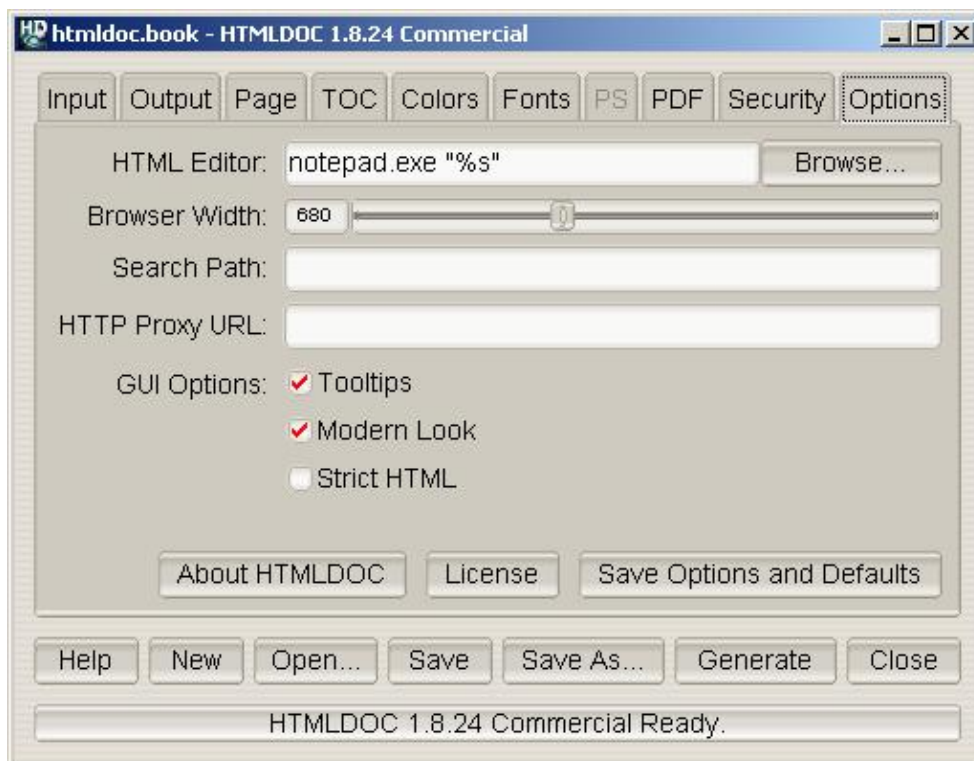 htmldoc.book - HTMLDOC 1.8.24 Commercial
Input Output Page TOC Colors Fonts PS PDF Security Options
HTML Editor: notepad.exe "%s" Browse...
Browser Width: 680
Search Path:
HTTP Proxy URL:
GUI Options: Tooltips
Modern Look
Strict HTML
About HTMLDOC License Save Options and Defaults
Help New Open... Save Save As... Generate Close
HTMLDOC 1.8.24 Commercial Ready.